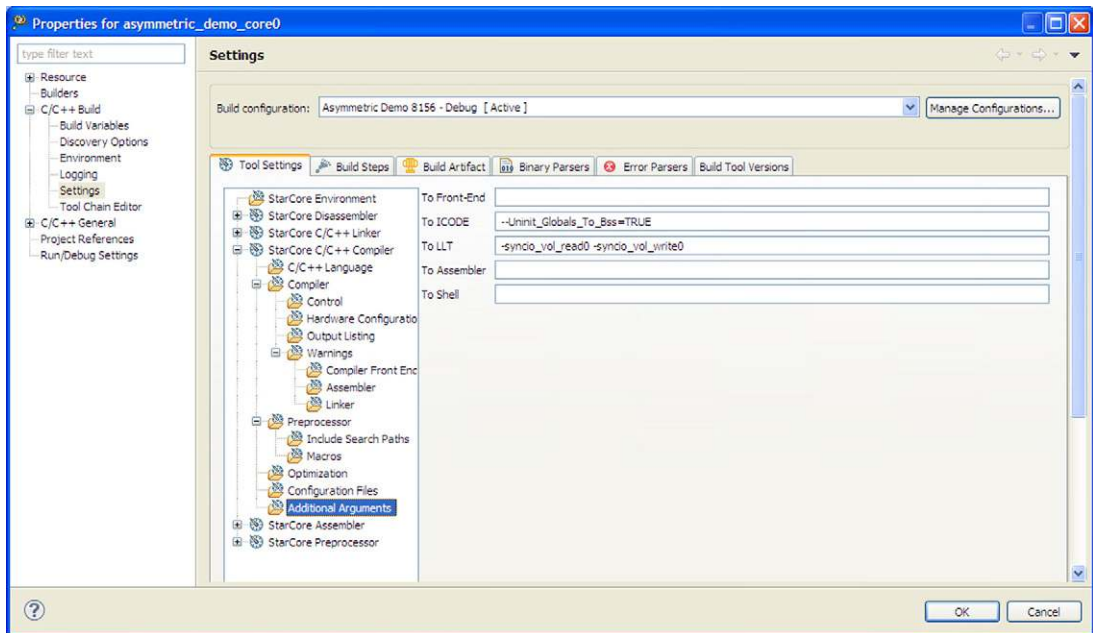 Properties for asymmetric_demo_core0
type filter text
Resource
Builders
C/C++ Build
Build Variables
Discovery Options
Environment
Logging
Settings
Tool Chain Editor
C/C++ General
Project References
Run/Debug Settings
Settings
Build configuration: Asymmetric Demo 8156 - Debug [ Active ] Manage Configurations...
Tool Settings Build Steps Build Artifact Binary Parsers Error Parsers Build Tool Versions
StarCore Environment
StarCore Disassembler
StarCore C/C++ Linker
StarCore C/C++ Compiler
C/C++ Language
Compiler
Control
Hardware Configuratio
Output Listing
Warnings
Compiler Front End
Assembler
Linker
Preprocessor
Include Search Paths
Macros
Optimization
Configuration Files
Additional Arguments
StarCore Assembler
StarCore Preprocessor
To Front-End
To ICODE --Uninit_Globals_To_Bss=TRUE
To LLT -syncio_vol_read0 -syncio_vol_write0
To Assembler
To Shell
OK Cancel